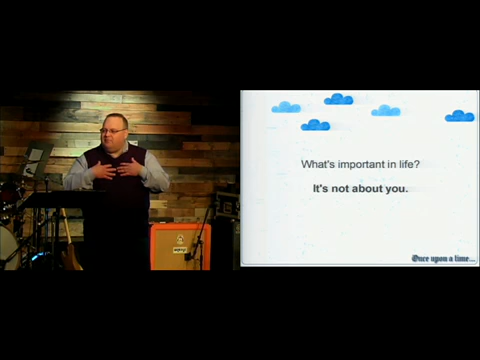 What's important in life?
It's not about you.
Once upon a time...